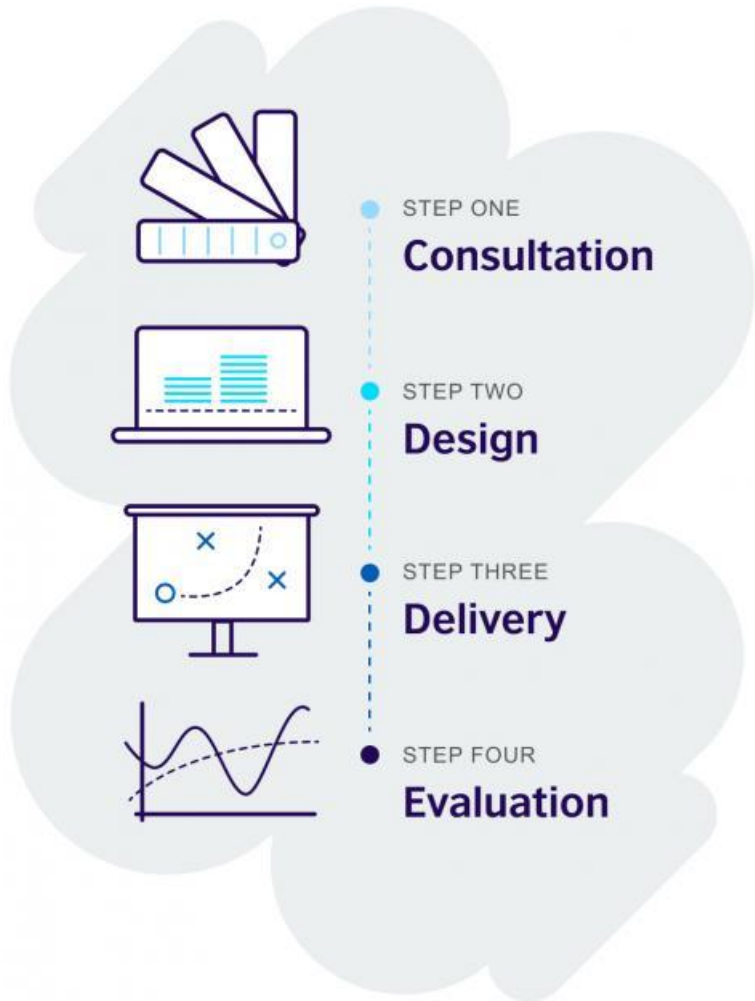 STEP ONE
Consultation
STEP TWO
Design
STEP THREE
Delivery
STEP FOUR
Evaluation